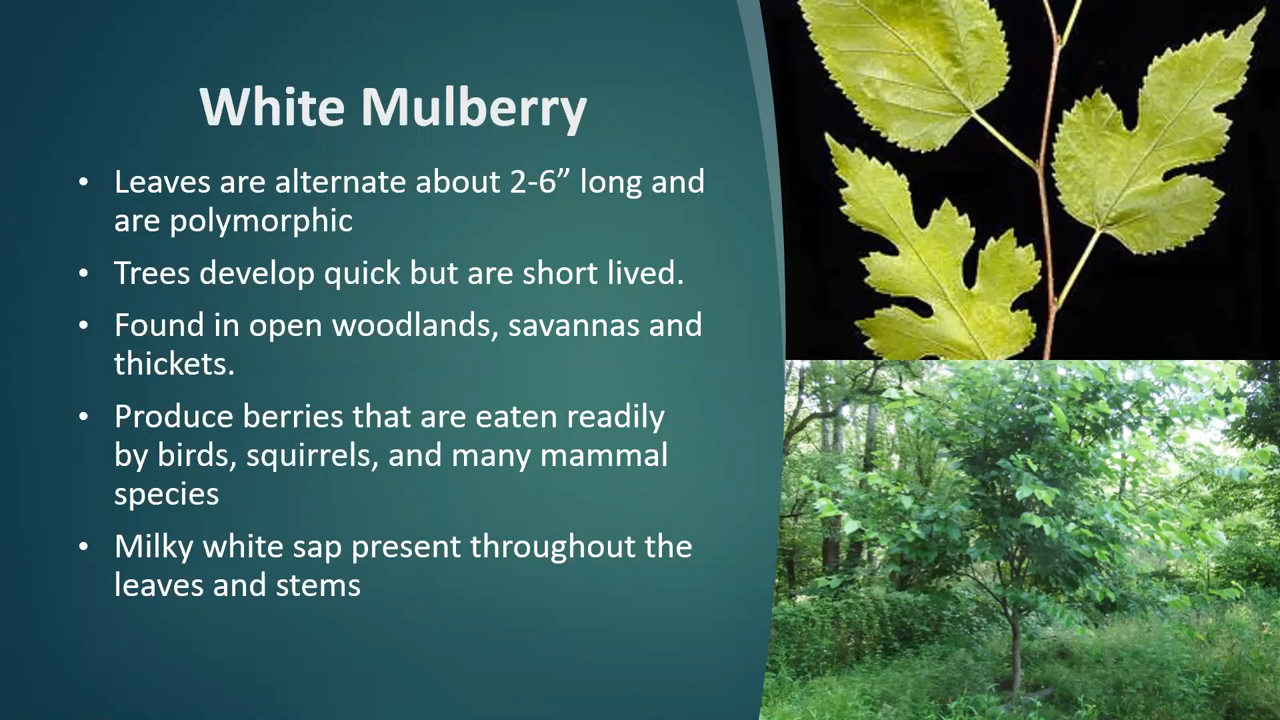 White Mulberry
• Leaves are alternate about 2-6” long and
are polymorphic
• Trees develop quick but are short lived.
• Found in open woodlands, savannas and
thickets.
• Produce berries that are eaten readily
by birds, squirrels, and many mammal
species
• Milky white sap present throughout the
leaves and stems